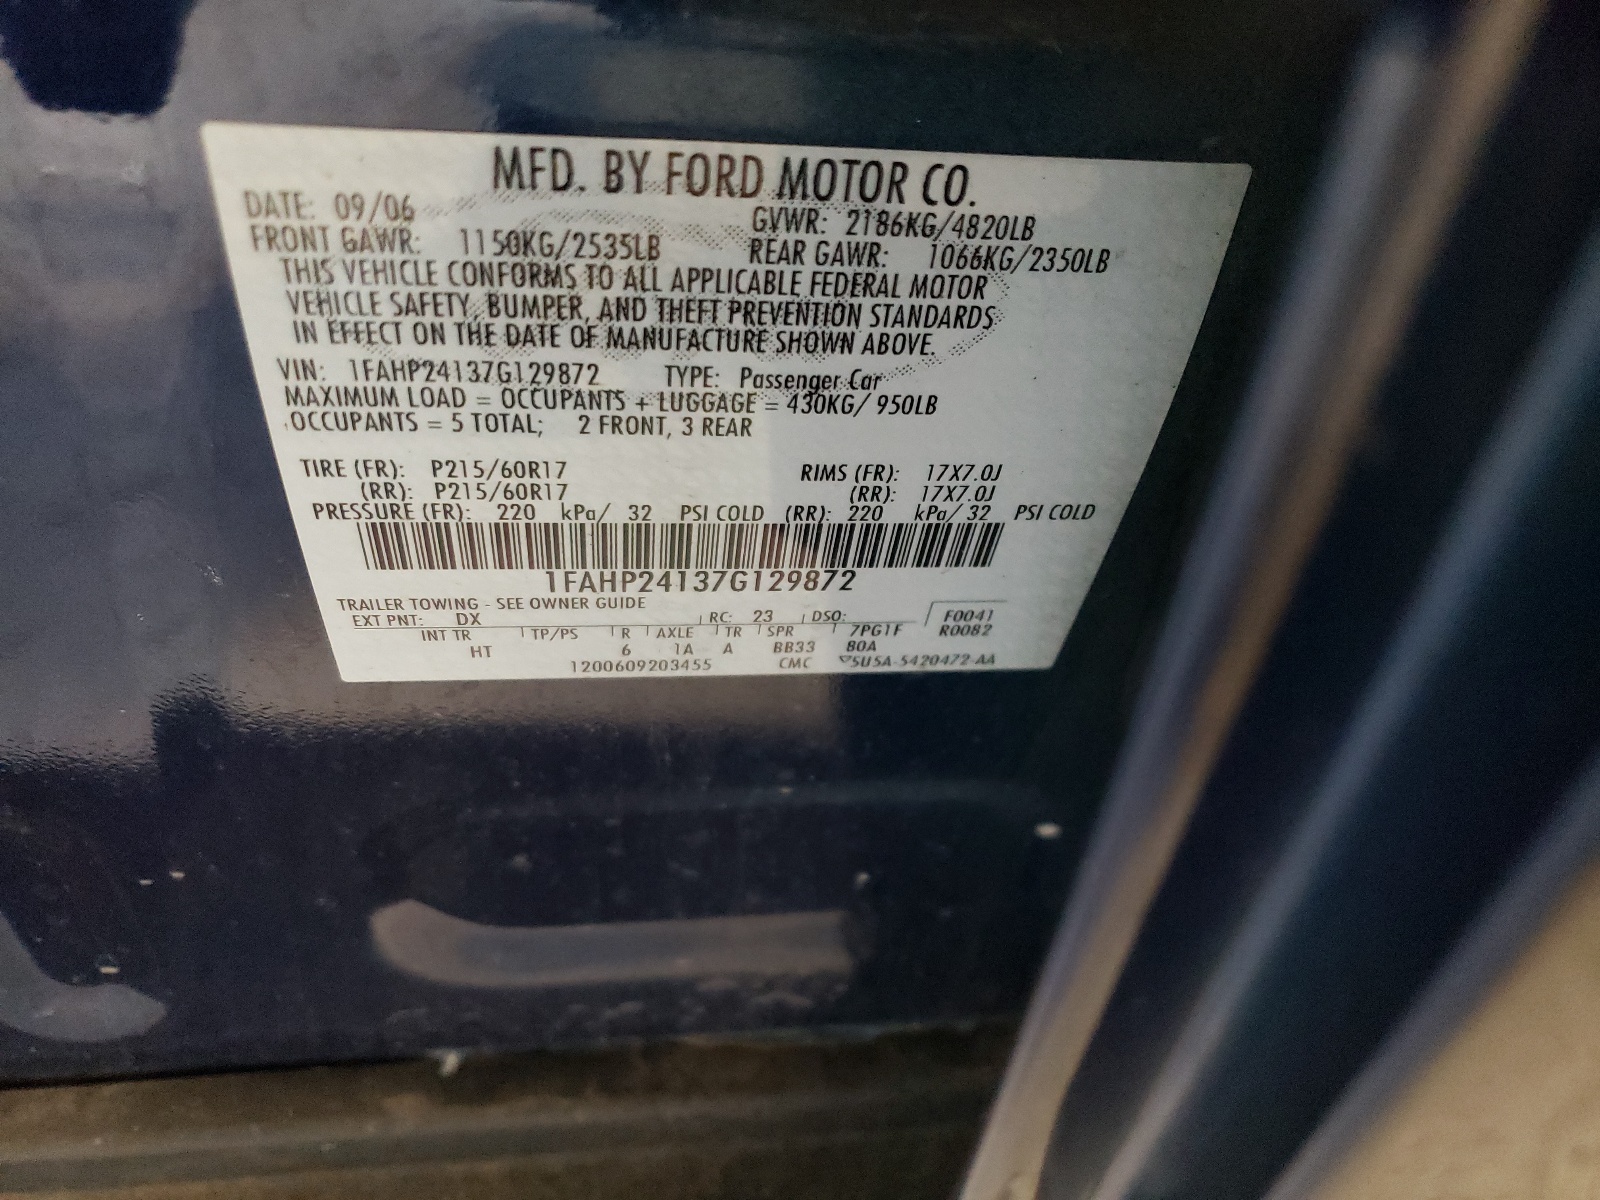 MFD. BY FORD MOTOR CO.
DATE: 09/06 GVWR: 2186KG/4820LB
FRONT GAWR: 1150KG/2535LB REAR GAWR: 1066KG/2350LB
THIS VEHICLE CONFORMS TO ALL APPLICABLE FEDERAL MOTOR
VEHICLE SAFETY, BUMPER, AND THEFT PREVENTION STANDARDS
IN EFFECT ON THE DATE OF MANUFACTURE SHOWN ABOVE.
VIN: 1FAHP24137G129872 TYPE: Passenger Car
MAXIMUM LOAD = OCCUPANTS + LUGGAGE = 430KG/ 950LB
OCCUPANTS = 5 TOTAL; 2 FRONT, 3 REAR
TIRE (FR): P215/60R17 RIMS (FR): 17X7.0J
(RR): P215/60R17 (RR): 17X7.0J
PRESSURE (FR): 220 kPa/ 32 PSI COLD (RR): 220 kPa/ 32 PSI COLD
1FAHP24137G129872
TRAILER TOWING - SEE OWNER GUIDE
EXT PNT: DX RC: 23 DSO: F0041
INT TR TP/PS R AXLE TR SPR 7PG1F R0082
HT 6 1A A BB33 80A
1200609203455 CMC 5U5A-5420472-AA